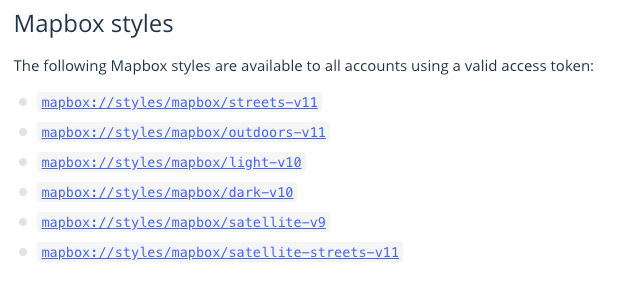 Mapbox styles
The following Mapbox styles are available to all accounts using a valid access token:
mapbox://styles/mapbox/streets-v11
mapbox://styles/mapbox/outdoors-v11
mapbox://styles/mapbox/light-v10
mapbox://styles/mapbox/dark-v10
mapbox://styles/mapbox/satellite-v9
mapbox://styles/mapbox/satellite-streets-v11